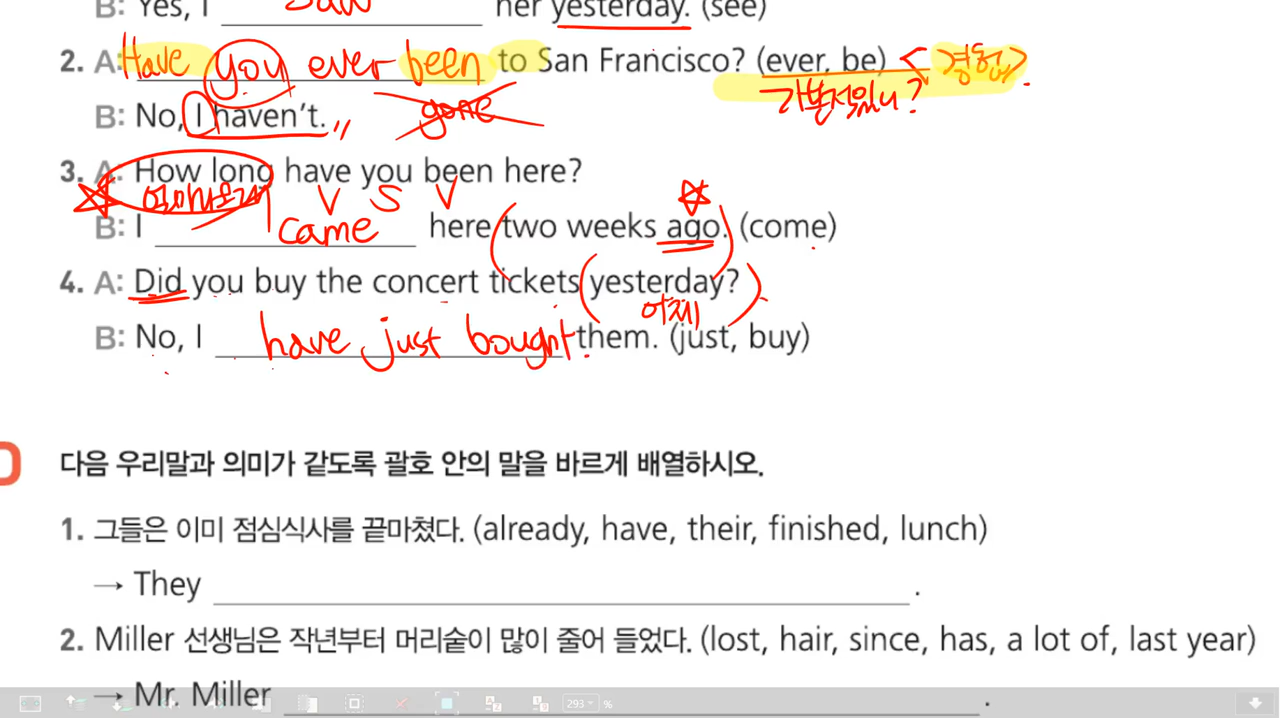 B: Yes, I saw her yesterday. (see)
2. A: Have you ever been to San Francisco? (ever, be) < 경험 >
가본적있니?
B: No, I haven't. gone
3. A: How long have you been here?
얼마나오래 V S V
B: I came here two weeks ago. (come)
4. A: Did you buy the concert tickets yesterday?
어제
B: No, I have just bought them. (just, buy)
다음 우리말과 의미가 같도록 괄호 안의 말을 바르게 배열하시오.
1. 그들은 이미 점심식사를 끝마쳤다. (already, have, their, finished, lunch)
→ They .
2. Miller 선생님은 작년부터 머리숱이 많이 줄어 들었다. (lost, hair, since, has, a lot of, last year)
→ Mr. Miller .
293 %